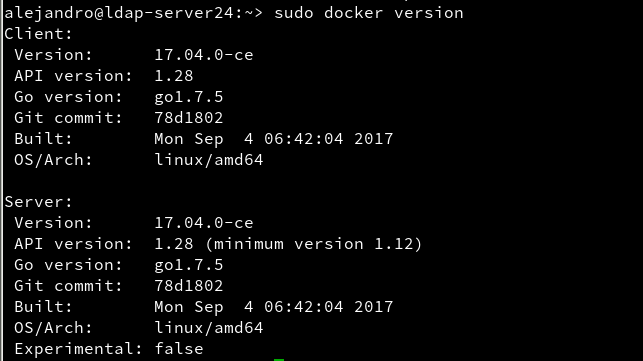 alejandro@ldap-server24:~> sudo docker version
Client:
 Version:      17.04.0-ce
 API version:  1.28
 Go version:   go1.7.5
 Git commit:   78d1802
 Built:        Mon Sep  4 06:42:04 2017
 OS/Arch:      linux/amd64

Server:
 Version:      17.04.0-ce
 API version:  1.28 (minimum version 1.12)
 Go version:   go1.7.5
 Git commit:   78d1802
 Built:        Mon Sep  4 06:42:04 2017
 OS/Arch:      linux/amd64
 Experimental: false